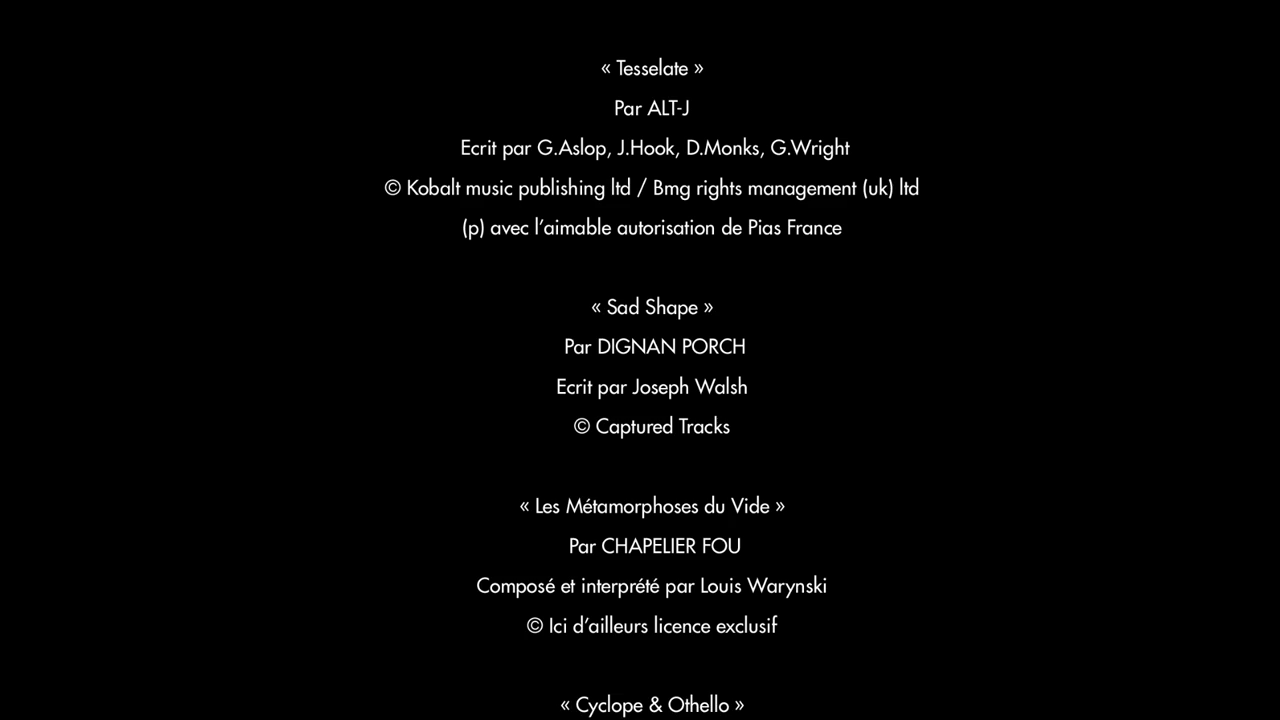 « Tesselate »
Par ALT-J
Ecrit par G.Aslop, J.Hook, D.Monks, G.Wright
© Kobalt music publishing ltd / Bmg rights management (uk) ltd
(p) avec l’aimable autorisation de Pias France
« Sad Shape »
Par DIGNAN PORCH
Ecrit par Joseph Walsh
© Captured Tracks
« Les Métamorphoses du Vide »
Par CHAPELIER FOU
Composé et interprété par Louis Warynski
© Ici d’ailleurs licence exclusif
« Cyclope & Othello »